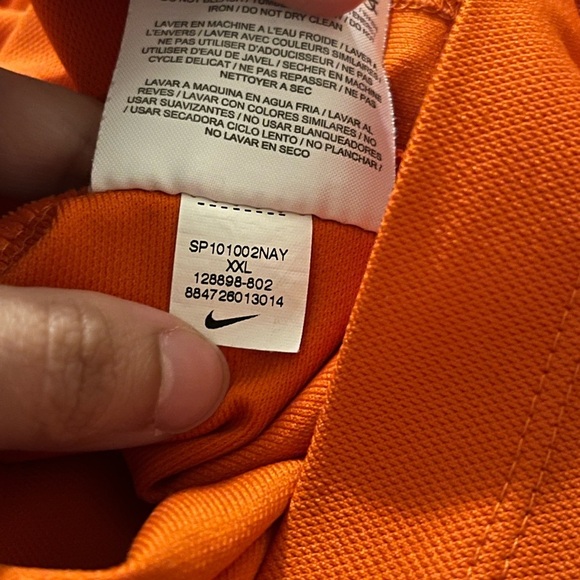 IRON / DO NOT DRY CLEAN
LAVER EN MACHINE A L'EAU FROIDE / LAVER A
L'ENVERS / LAVER AVEC COULEURS SIMILAIRES /
NE PAS UTILISER D'ADOUCISSEUR / NE PAS
UTILISER D'EAU DE JAVEL / SECHER EN MACHINE
CYCLE DELICAT / NE PAS REPASSER / NE PAS
NETTOYER A SEC
LAVAR A MAQUINA EN AGUA FRIA / LAVAR AL
REVES / LAVAR CON COLORES SIMILARES / NO
USAR SUAVIZANTES / NO USAR BLANQUEADORES
/ USAR SECADORA CICLO LENTO / NO PLANCHAR /
NO LAVAR EN SECO
SP101002NAY
XXL
128898-802
884726013014